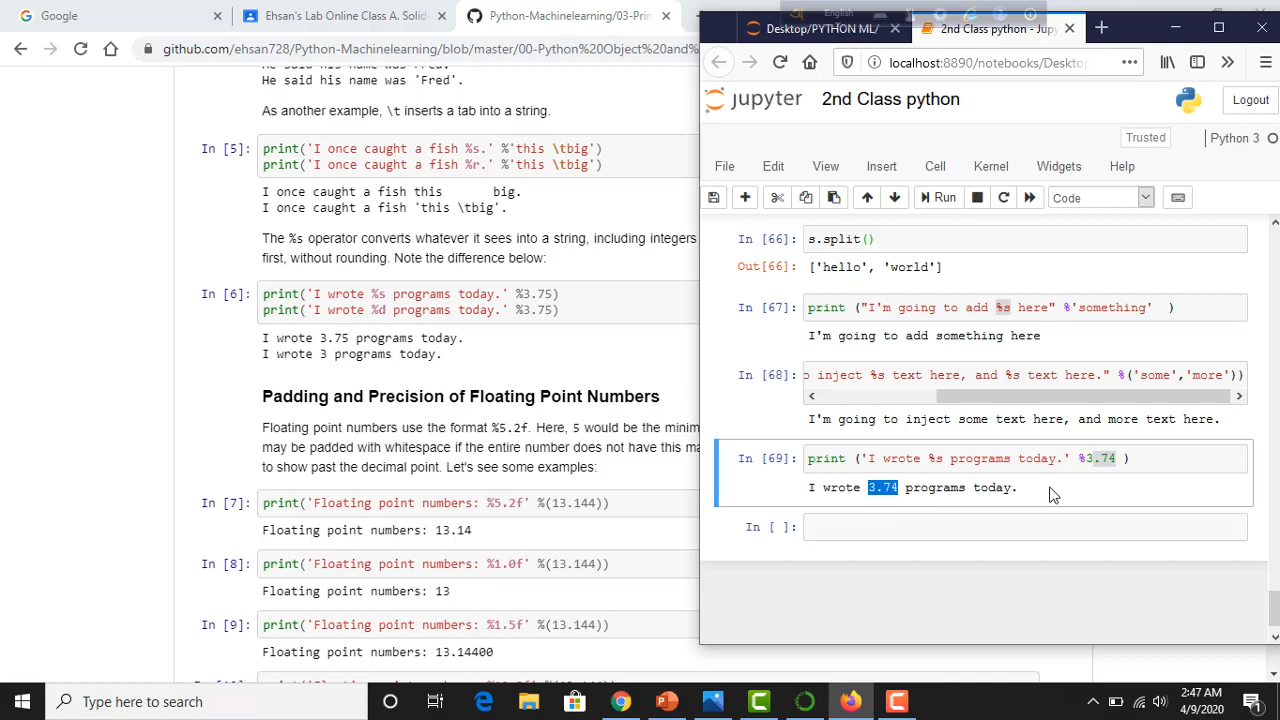 Google
Ehsan's Lab Online Class A. Solid
Python-Machinelearning/03-Prin
github.com/ehsan728/Python-Machinelearning/blob/master/00-Python%20Object%20and%
He said his name was Fred.
He said his name was 'Fred'.
As another example, \t inserts a tab into a string.
In [5]:
print('I once caught a fish %s.' %'this \tbig')
print('I once caught a fish %r.' %'this \tbig')
I once caught a fish this big.
I once caught a fish 'this \tbig'.
The %s operator converts whatever it sees into a string, including integers
first, without rounding. Note the difference below:
In [6]:
print('I wrote %s programs today.' %3.75)
print('I wrote %d programs today.' %3.75)
I wrote 3.75 programs today.
I wrote 3 programs today.
Padding and Precision of Floating Point Numbers
Floating point numbers use the format %5.2f. Here, 5 would be the minim
may be padded with whitespace if the entire number does not have this ma
to show past the decimal point. Let's see some examples:
In [7]:
print('Floating point numbers: %5.2f' %(13.144))
Floating point numbers: 13.14
In [8]:
print('Floating point numbers: %1.0f' %(13.144))
Floating point numbers: 13
In [9]:
print('Floating point numbers: %1.5f' %(13.144))
Floating point numbers: 13.14400
English
Desktop/PYTHON ML/
2nd Class python - Jupy
localhost:8890/notebooks/Deskto
jupyter
2nd Class python
Logout
Trusted
Python 3
File Edit View Insert Cell Kernel Widgets Help
Run
Code
In [66]:
s.split()
Out[66]:
['hello', 'world']
In [67]:
print ("I'm going to add %s here" %'something' )
I'm going to add something here
In [68]:
o inject %s text here, and %s text here." %('some','more'))
I'm going to inject some text here, and more text here.
In [69]:
print ('I wrote %s programs today.' %3.74 )
I wrote 3.74 programs today.
In [ ]:
Type here to search
2:47 AM
4/9/2020
1